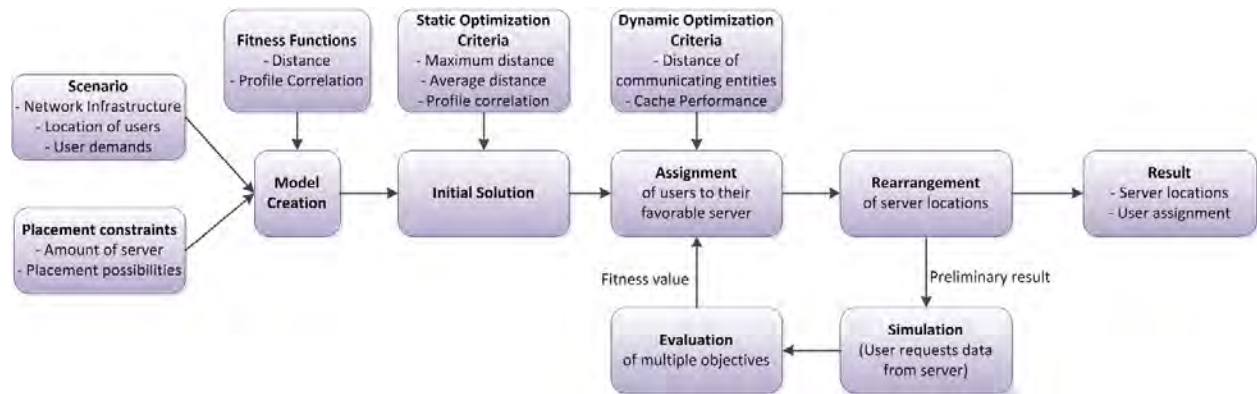 Scenario
- Network Infrastructure
- Location of users
- User demands
Placement constraints
- Amount of server
- Placement possibilities
Fitness Functions
- Distance
- Profile Correlation
Model
Creation
Static Optimization
Criteria
- Maximum distance
- Average distance
- Profile correlation
Initial Solution
Dynamic Optimization
Criteria
- Distance of
communicating entities
- Cache Performance
Assignment
of users to their
favorable server
Rearrangement
of server locations
Result
- Server locations
- User assignment
Fitness value
Preliminary result
Evaluation
of multiple objectives
Simulation
(User requests data
from server)